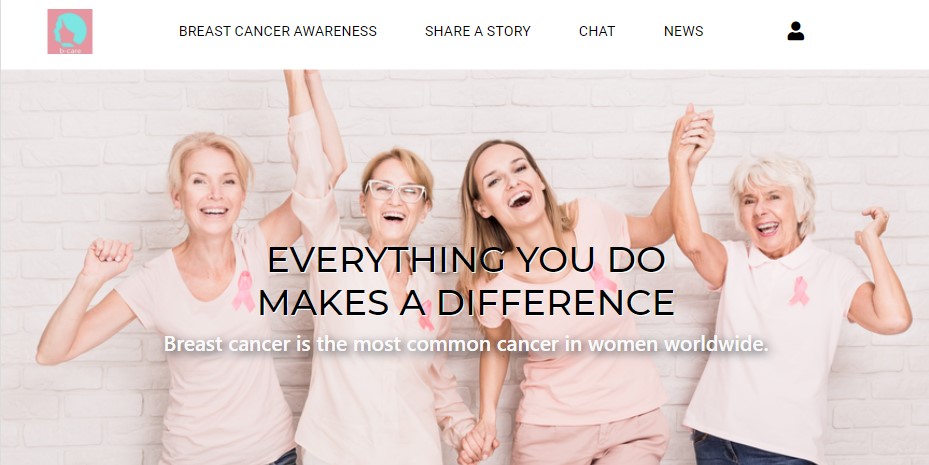 b-care
BREAST CANCER AWARENESS
SHARE A STORY
CHAT
NEWS
EVERYTHING YOU DO
MAKES A DIFFERENCE
Breast cancer is the most common cancer in women worldwide.